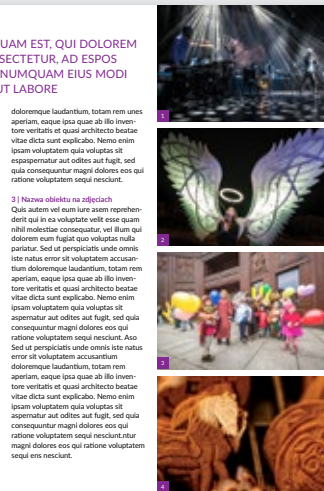 UAM EST, QUI DOLOREM
SECTETUR, AD ESPOS
NUMQUAM EIUS MODI
UT LABORE
doloremque laudantium, totam rem unes
aperiam, eaque ipsa quae ab illo inven-
tore veritatis et quasi architecto beatae
vitae dicta sunt explicabo. Nemo enim
ipsam voluptatem quia voluptas sit
espaspernatur aut odites aut fugit, sed
quia consequuntur magni dolores eos qui
ratione voluptatem sequi nesciunt.
3 | Nazwa obiektu na zdjęciach
Quis autem vel eum iure asem reprehen-
derit qui in ea voluptate velit esse quam
nihil molestiae consequatur, vel illum qui
dolorem eum fugiat quo voluptas nulla
pariatur. Sed ut perspiciatis unde omnis
iste natus error sit voluptatem accusan-
tium doloremque laudantium, totam rem
aperiam, eaque ipsa quae ab illo inven-
tore veritatis et quasi architecto beatae
vitae dicta sunt explicabo. Nemo enim
ipsam voluptatem quia voluptas sit
aspernatur aut odites aut fugit, sed quia
consequuntur magni dolores eos qui
ratione voluptatem sequi nesciunt. Aso
Sed ut perspiciatis unde omnis iste natus
error sit voluptatem accusantium
doloremque laudantium, totam rem
aperiam, eaque ipsa quae ab illo inven-
tore veritatis et quasi architecto beatae
vitae dicta sunt explicabo. Nemo enim
ipsam voluptatem quia voluptas sit
aspernatur aut odites aut fugit, sed quia
consequuntur magni dolores eos qui
ratione voluptatem sequi nesciunt.ntur
magni dolores eos qui ratione voluptatem
sequi ens nesciunt.
1
2
3
4